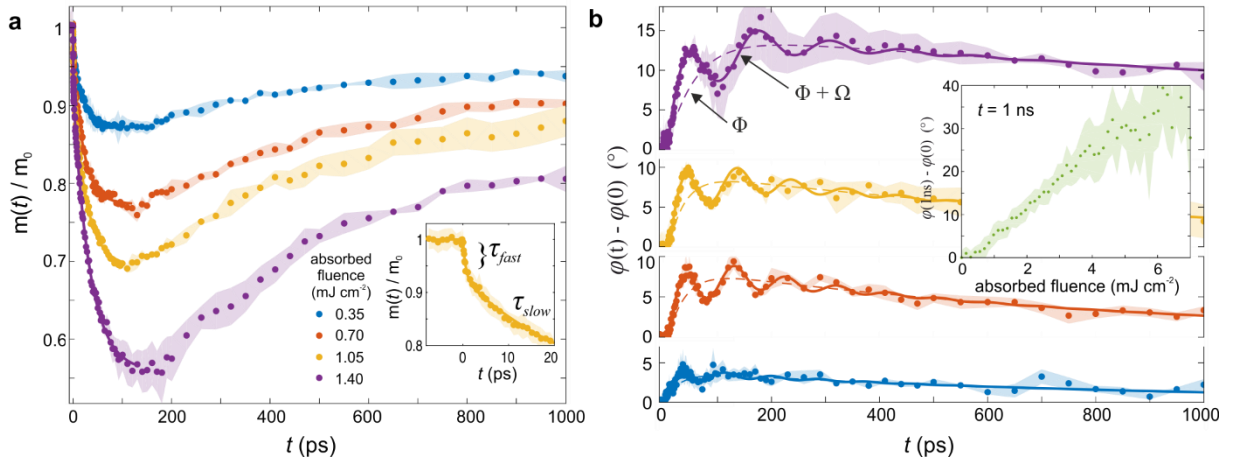 a
m(t) / m₀
1
0.9
0.8
0.7
0.6
0
200
400
600
800
1000
t (ps)
absorbed
fluence
(mJ cm⁻²)
0.35
0.70
1.05
1.40
m(t) / m₀
1
0.9
0.8
0
10
20
t (ps)
} τfast
τslow
b
φ(t) - φ(0) (°)
15
10
5
0
Φ + Ω
Φ
10
5
0
10
5
0
5
0
0
200
400
600
800
1000
t (ps)
t = 1 ns
φ(1ns) - φ(0) (°)
40
30
20
10
0
0
2
4
6
absorbed fluence (mJ cm⁻²)